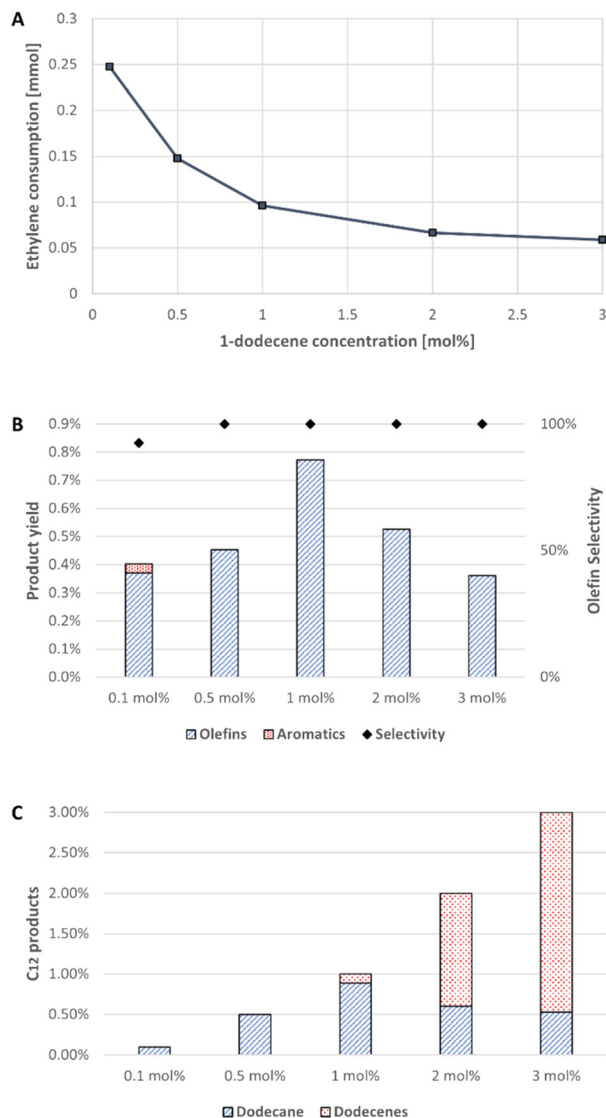 A
0.3
0.25
0.2
0.15
0.1
0.05
0
Ethylene consumption [mmol]
0 0.5 1 1.5 2 2.5 3
1-dodecene concentration [mol%]
B
0.9%
0.8%
0.7%
0.6%
0.5%
0.4%
0.3%
0.2%
0.1%
0.0%
Product yield
100%
50%
0%
Olefin Selectivity
0.1 mol% 0.5 mol% 1 mol% 2 mol% 3 mol%
Olefins Aromatics Selectivity
C
3.00%
2.50%
2.00%
1.50%
1.00%
0.50%
0.00%
C12 products
0.1 mol% 0.5 mol% 1 mol% 2 mol% 3 mol%
Dodecane Dodecenes